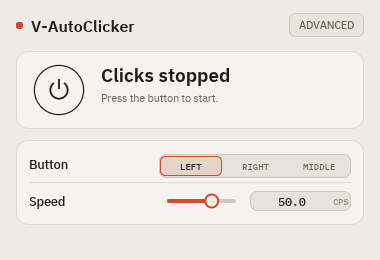 V-AutoClicker
ADVANCED
Clicks stopped
Press the button to start.
Button
LEFT
RIGHT
MIDDLE
Speed
50.0
CPS